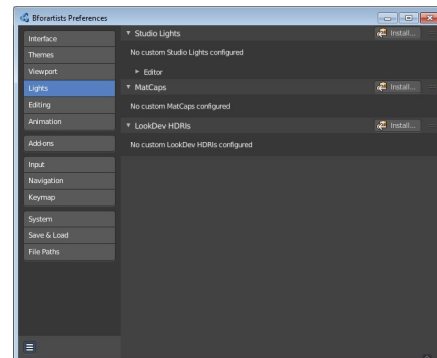 Bforartists Preferences
Interface
Themes
Viewport
Lights
Editing
Animation
Add-ons
Input
Navigation
Keymap
System
Save & Load
File Paths
Studio Lights
Install...
No custom Studio Lights configured
Editor
MatCaps
Install...
No custom MatCaps configured
LookDev HDRIs
Install...
No custom LookDev HDRIs configured